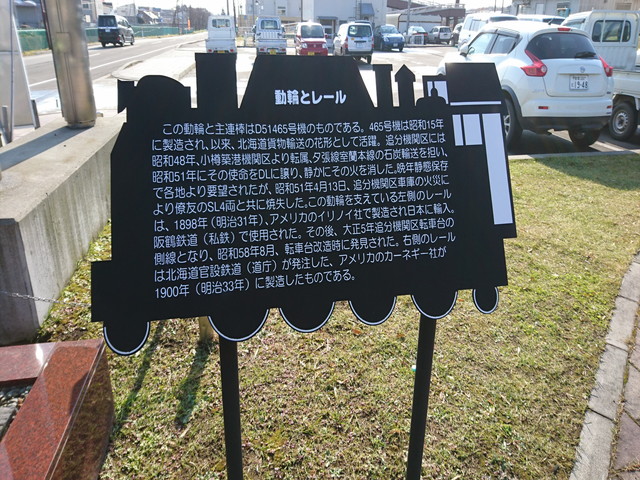 動輪とレール
この動輪と主連棒はD51465号機のものである。465号機は昭和15年
に製造され、以来、北海道貨物輸送の花形として活躍。追分機関区には
昭和48年、小樽築港機関区より転属、夕張線室蘭本線の石炭輸送を担い、
昭和51年にその使命をDLに譲り、静かにその火を消した。晩年静態保存
で各地より要望されたが、昭和51年4月13日、追分機関区車庫の火災に
より僚友のSL4両と共に焼失した。この動輪を支えている左側のレール
は、1898年（明治31年）、アメリカのイリノイ社で製造され日本に輸入。
阪鶴鉄道（私鉄）で使用された。その後、大正5年追分機関区転車台の
側線となり、昭和58年8月、転車台改造時に発見された。右側のレール
は北海道官設鉄道（道庁）が発注した、アメリカのカーネギー社が
1900年（明治33年）に製造したものである。
・1548